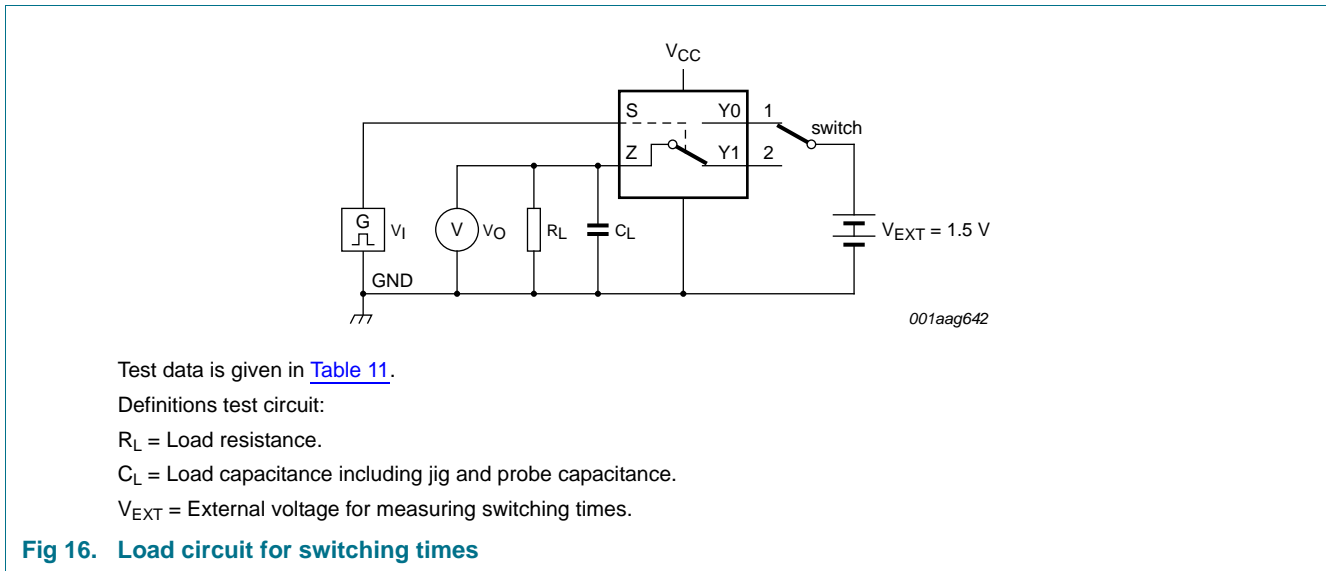 VCC
S Y0 1
switch
Z Y1 2
G VI V VO RL CL VEXT = 1.5 V
GND
001aag642
Test data is given in Table 11.
Definitions test circuit:
RL = Load resistance.
CL = Load capacitance including jig and probe capacitance.
VEXT = External voltage for measuring switching times.
Fig 16. Load circuit for switching times